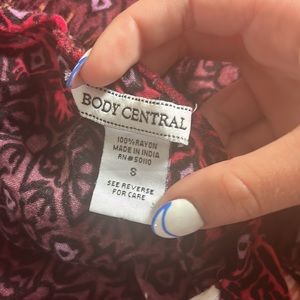 BODY CENTRAL
100% RAYON
MADE IN INDIA
RN#50110
S
SEE REVERSE
FOR CARE